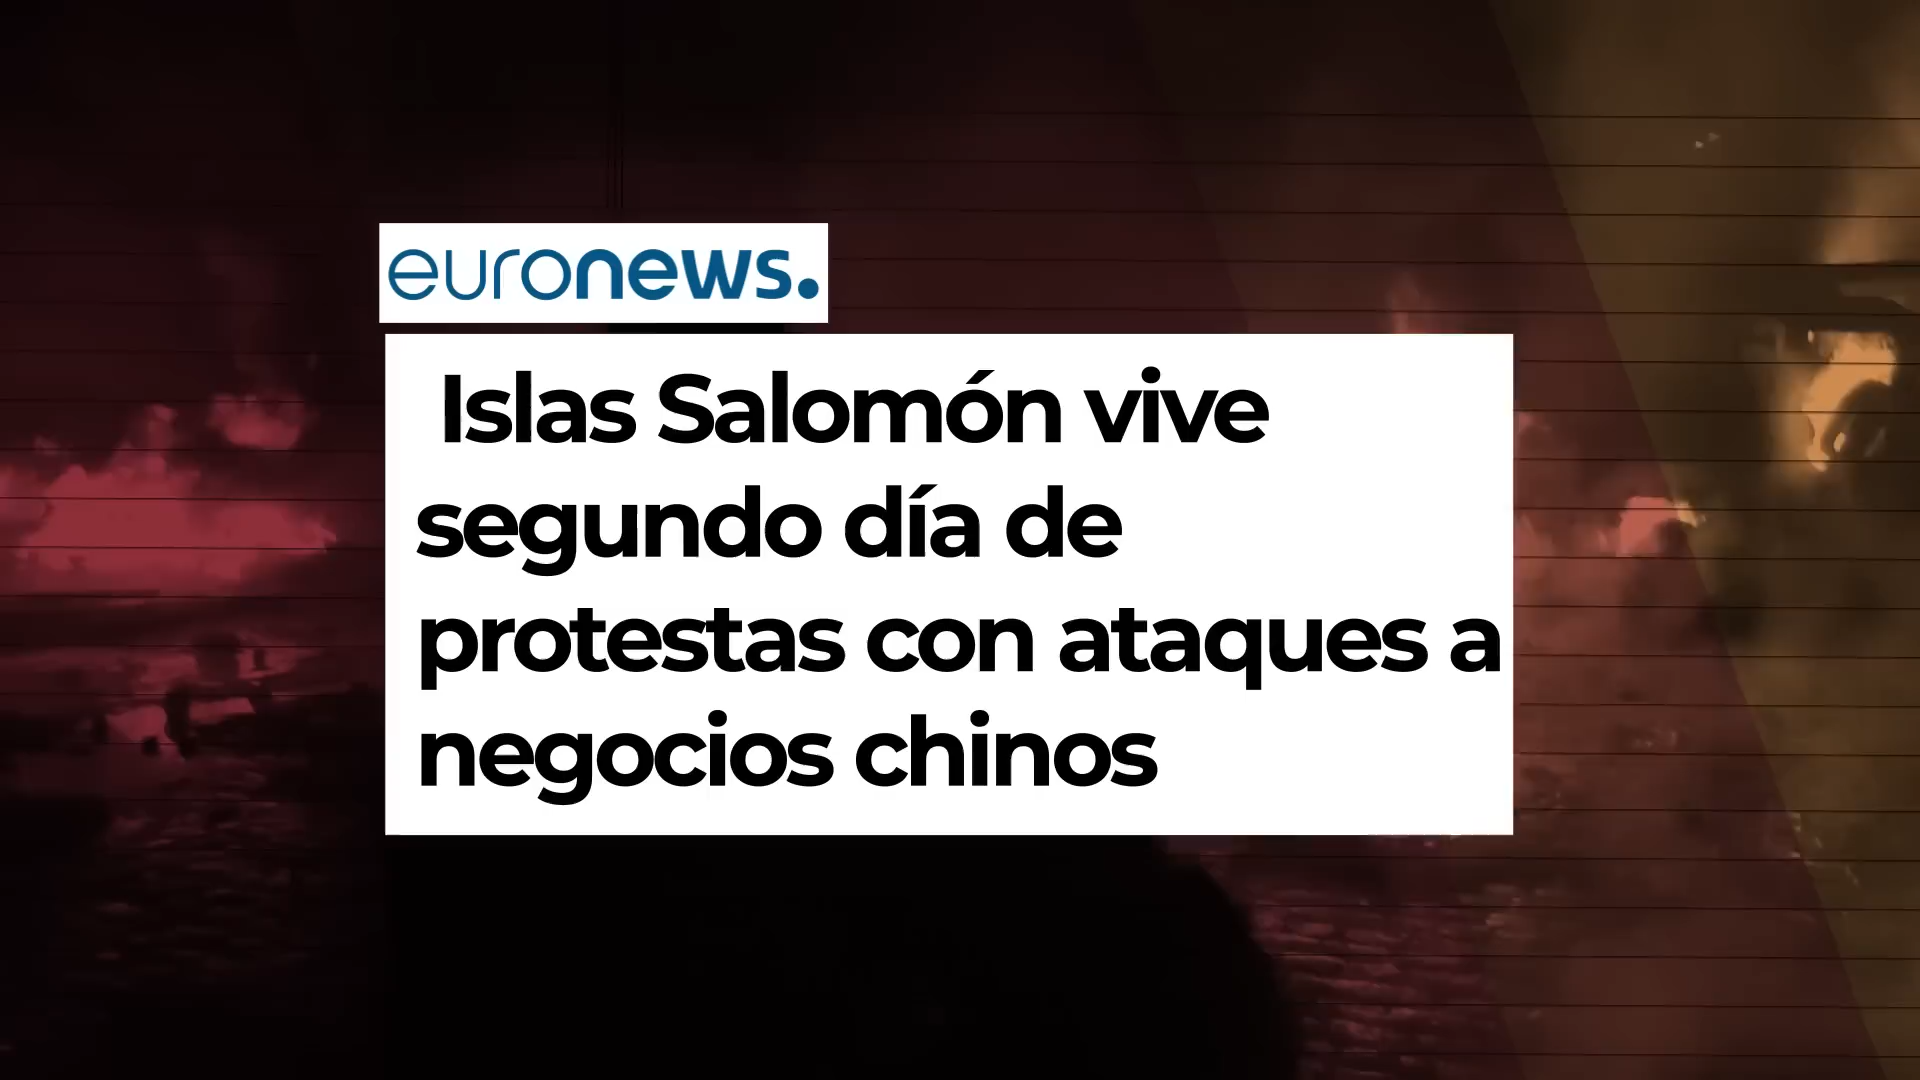 euronews.
Islas Salomón vive
segundo día de
protestas con ataques a
negocios chinos